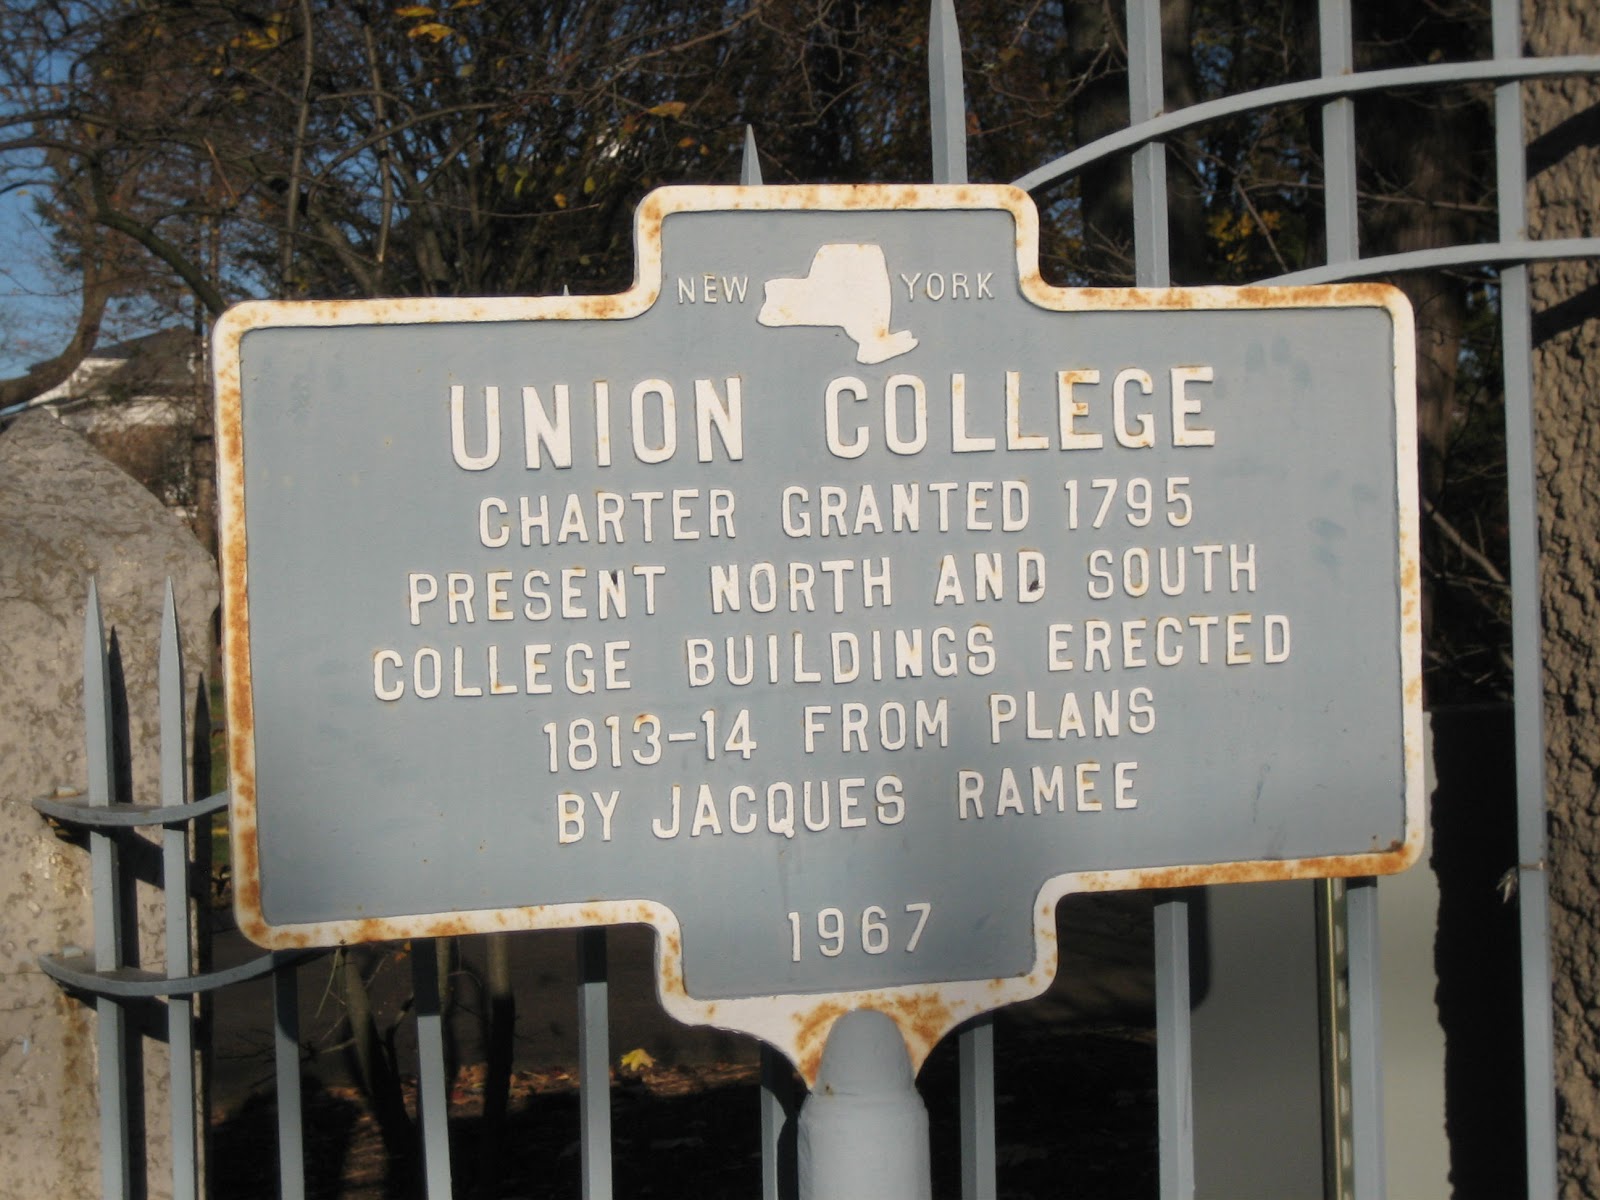 NEW YORK
UNION COLLEGE
CHARTER GRANTED 1795
PRESENT NORTH AND SOUTH
COLLEGE BUILDINGS ERECTED
1813-14 FROM PLANS
BY JACQUES RAMEE
1967